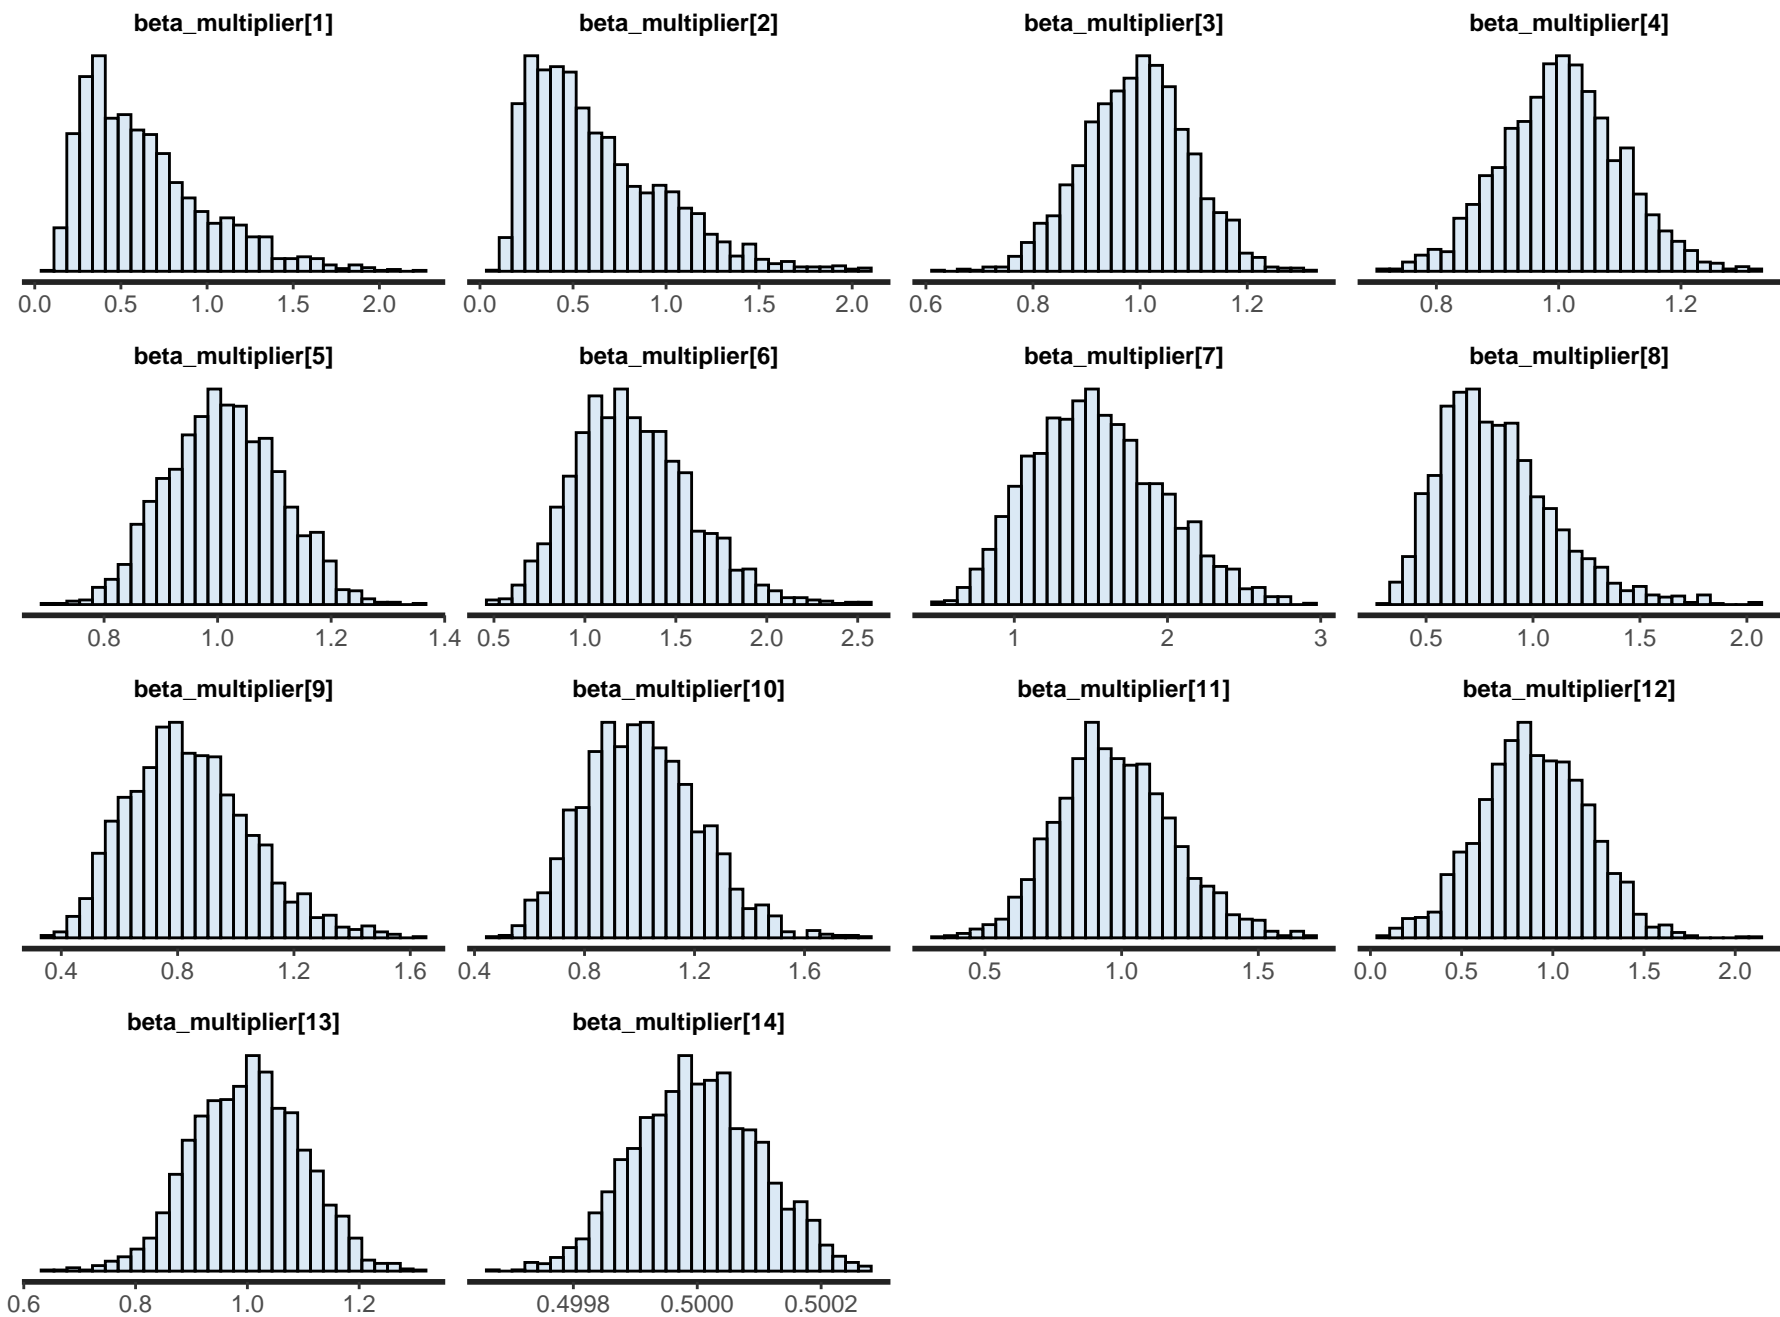 beta_multiplier[1] beta_multiplier[2] beta_multiplier[3] beta_multiplier[4]
0.0 0.5 1.0 1.5 2.0 0.0 0.5 1.0 1.5 2.0 0.6 0.8 1.0 1.2 0.8 1.0 1.2
beta_multiplier[5] beta_multiplier[6] beta_multiplier[7] beta_multiplier[8]
0.8 1.0 1.2 1.4 0.5 1.0 1.5 2.0 2.5 1 2 3 0.5 1.0 1.5 2.0
beta_multiplier[9] beta_multiplier[10] beta_multiplier[11] beta_multiplier[12]
0.4 0.8 1.2 1.6 0.4 0.8 1.2 1.6 0.5 1.0 1.5 0.0 0.5 1.0 1.5 2.0
beta_multiplier[13] beta_multiplier[14]
0.6 0.8 1.0 1.2 0.4998 0.5000 0.5002